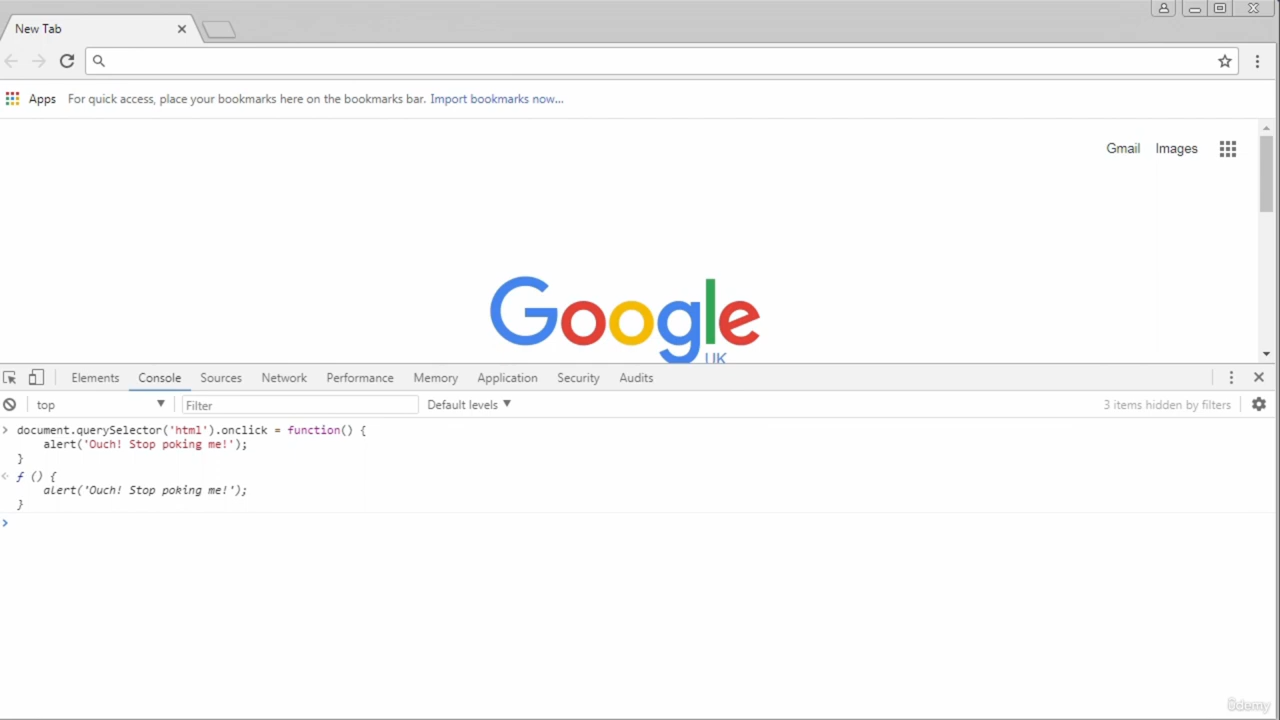 New Tab
Apps For quick access, place your bookmarks here on the bookmarks bar. Import bookmarks now...
Gmail Images
Google
UK
Elements Console Sources Network Performance Memory Application Security Audits
top Filter Default levels 3 items hidden by filters
document.querySelector('html').onclick = function() {
alert('Ouch! Stop poking me!');
}
f () {
alert('Ouch! Stop poking me!');
}
Udemy